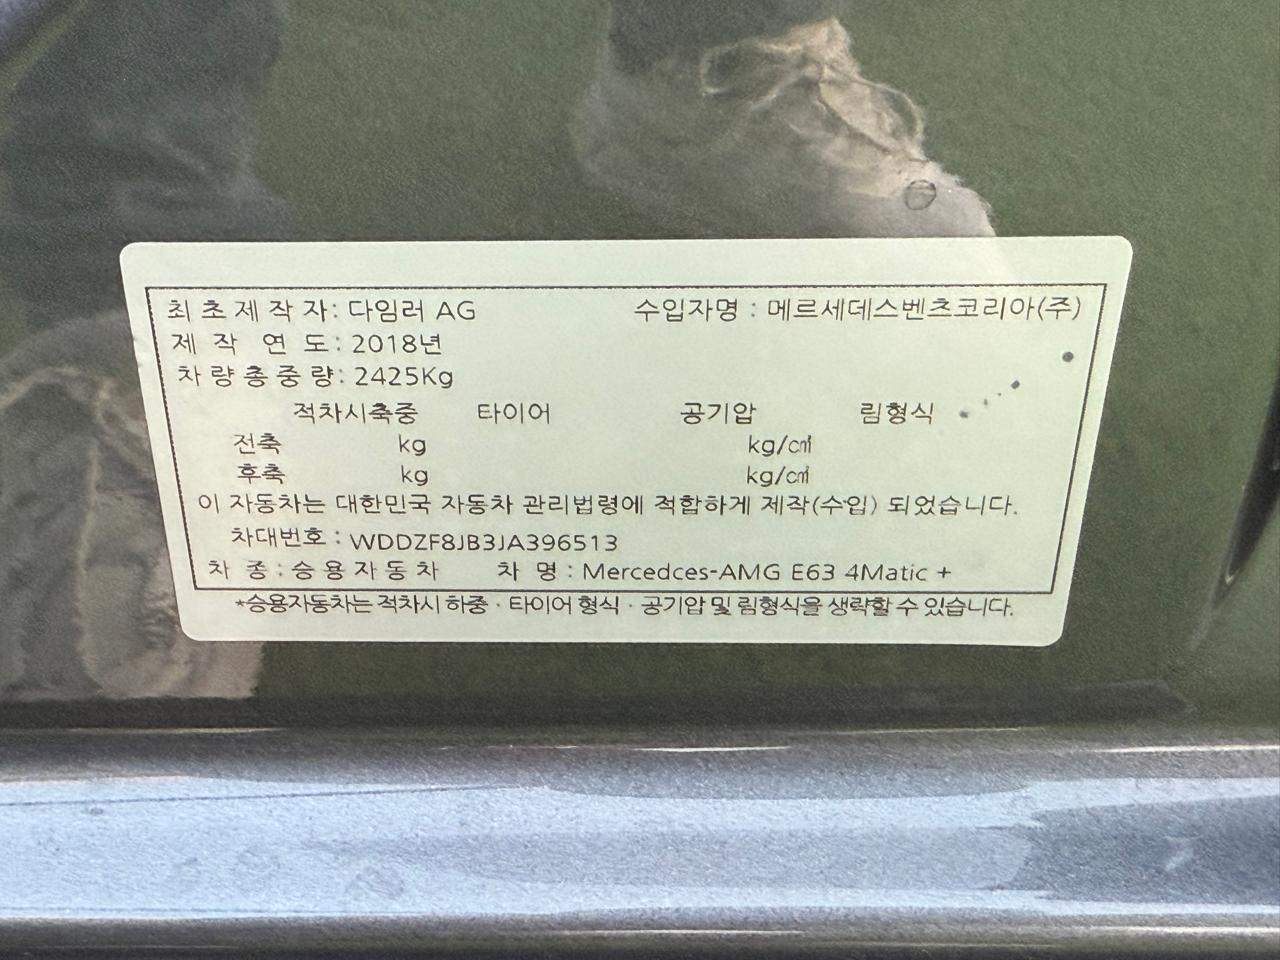 최초제작자: 다임러 AG 수입자명 : 메르세데스벤츠코리아(주)
제 작 연 도: 2018년
차량총중량: 2425Kg
적차시축중 타이어 공기압 림형식
전축 kg kg/㎠
후축 kg kg/㎠
이 자동차는 대한민국 자동차 관리법령에 적합하게 제작(수입) 되었습니다.
차대번호 : WDDZF8JB3JA396513
차 종 : 승용자동차 차 명 : Mercedces-AMG E63 4Matic +
*승용자동차는 적차시 하중 · 타이어 형식 · 공기압 및 림형식을 생략할 수 있습니다.